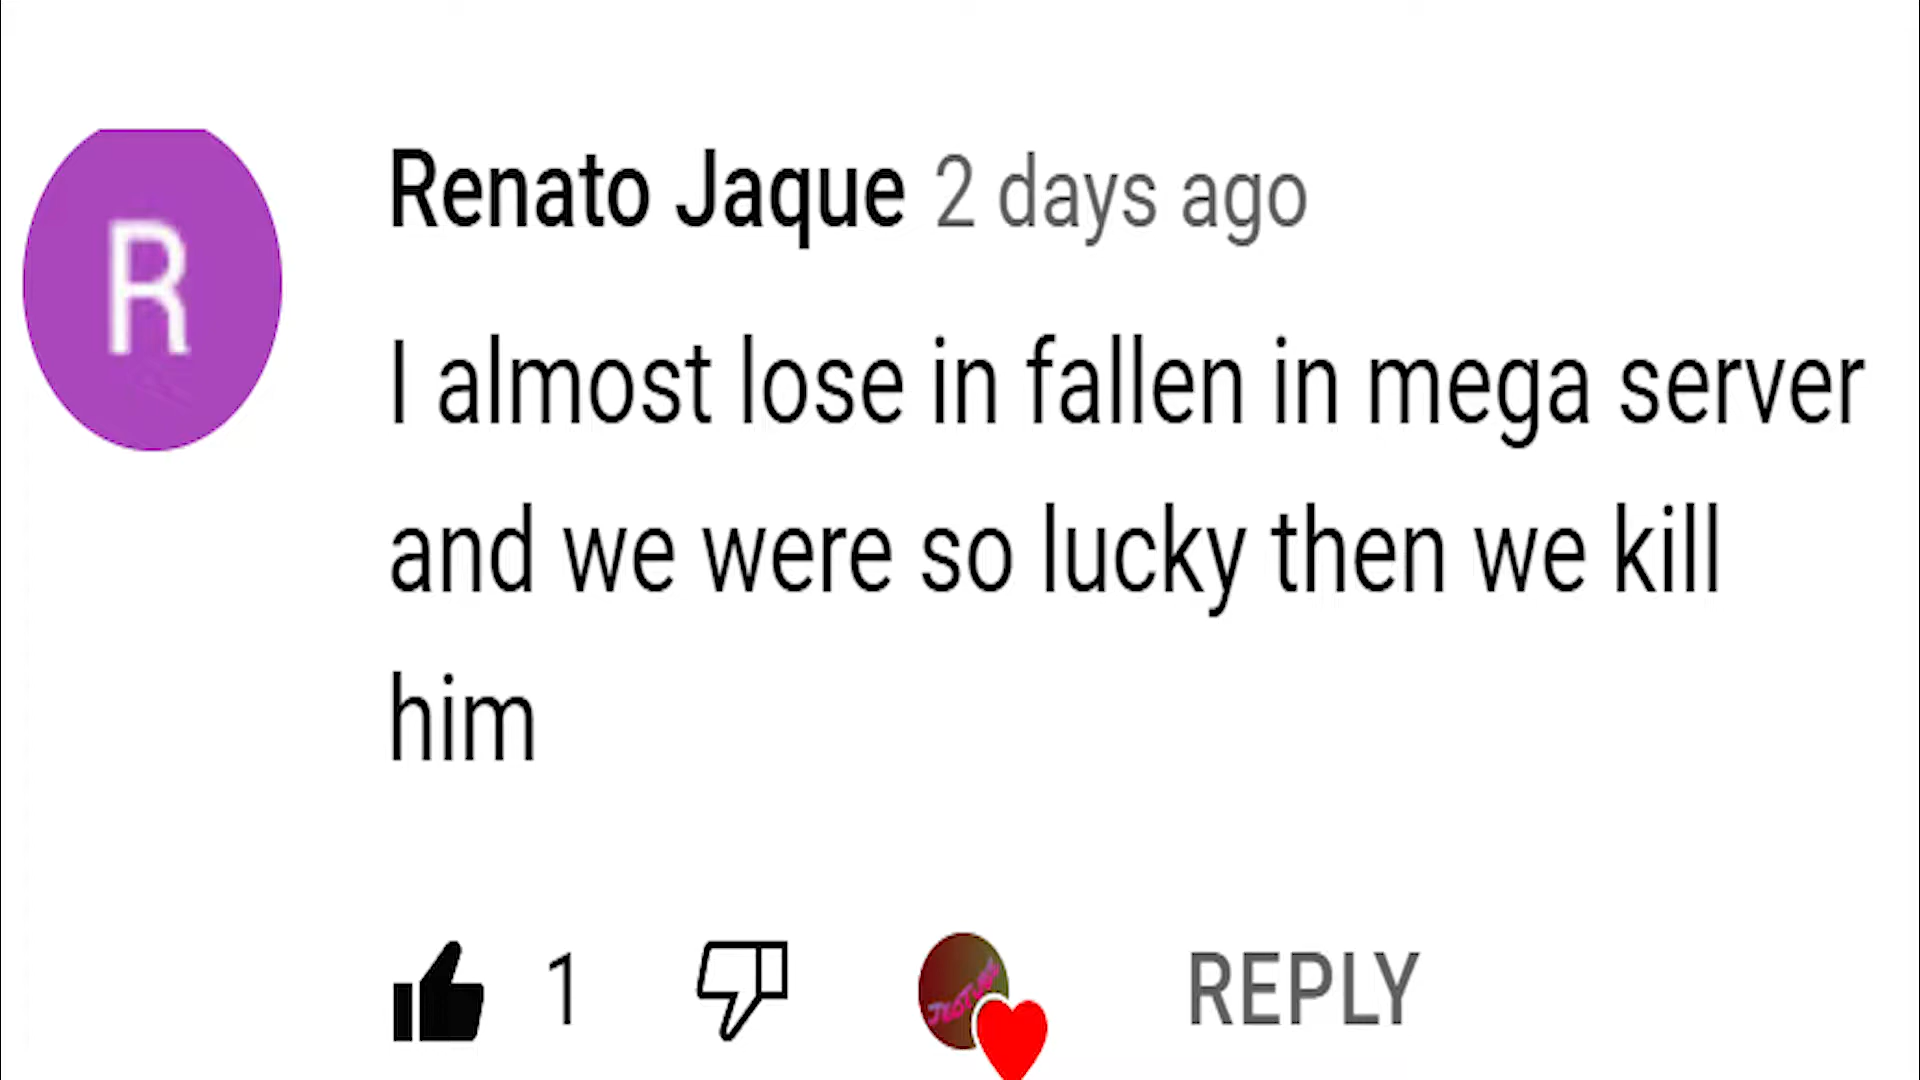 R
Renato Jaque 2 days ago
I almost lose in fallen in mega server
and we were so lucky then we kill
him
1
REPLY